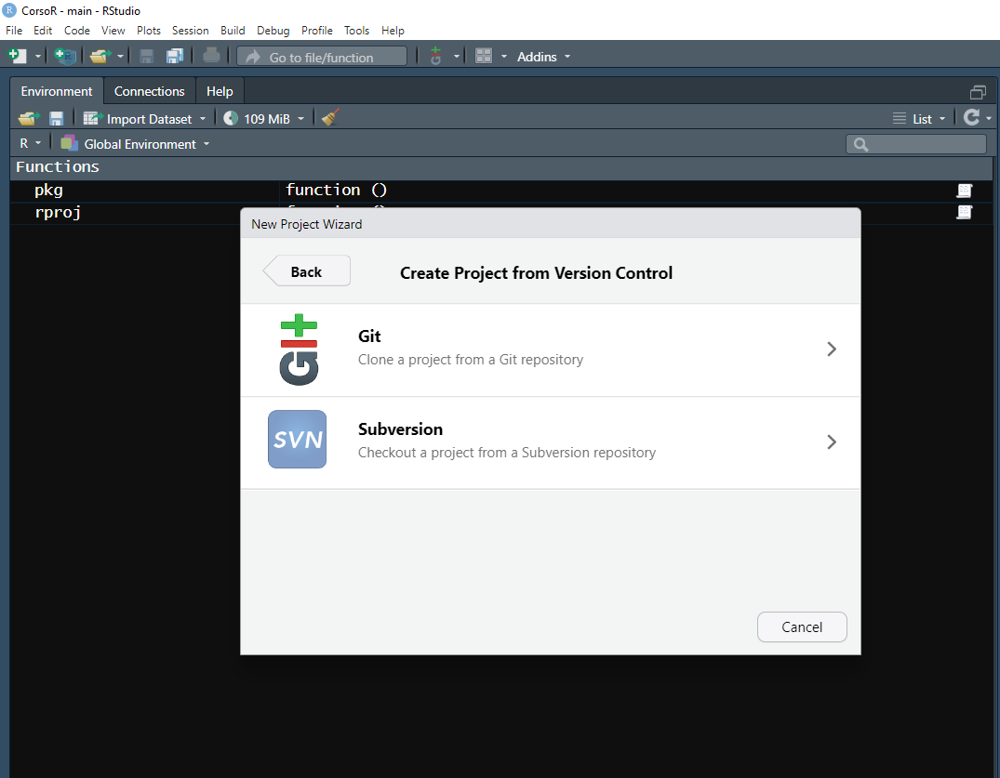 CorsoR - main - RStudio
File Edit Code View Plots Session Build Debug Profile Tools Help
Go to file/function Addins
Environment Connections Help
Import Dataset 109 MiB List
R Global Environment
Functions
pkg function ()
rproj
New Project Wizard
Back Create Project from Version Control
Git
Clone a project from a Git repository
SVN
Subversion
Checkout a project from a Subversion repository
Cancel